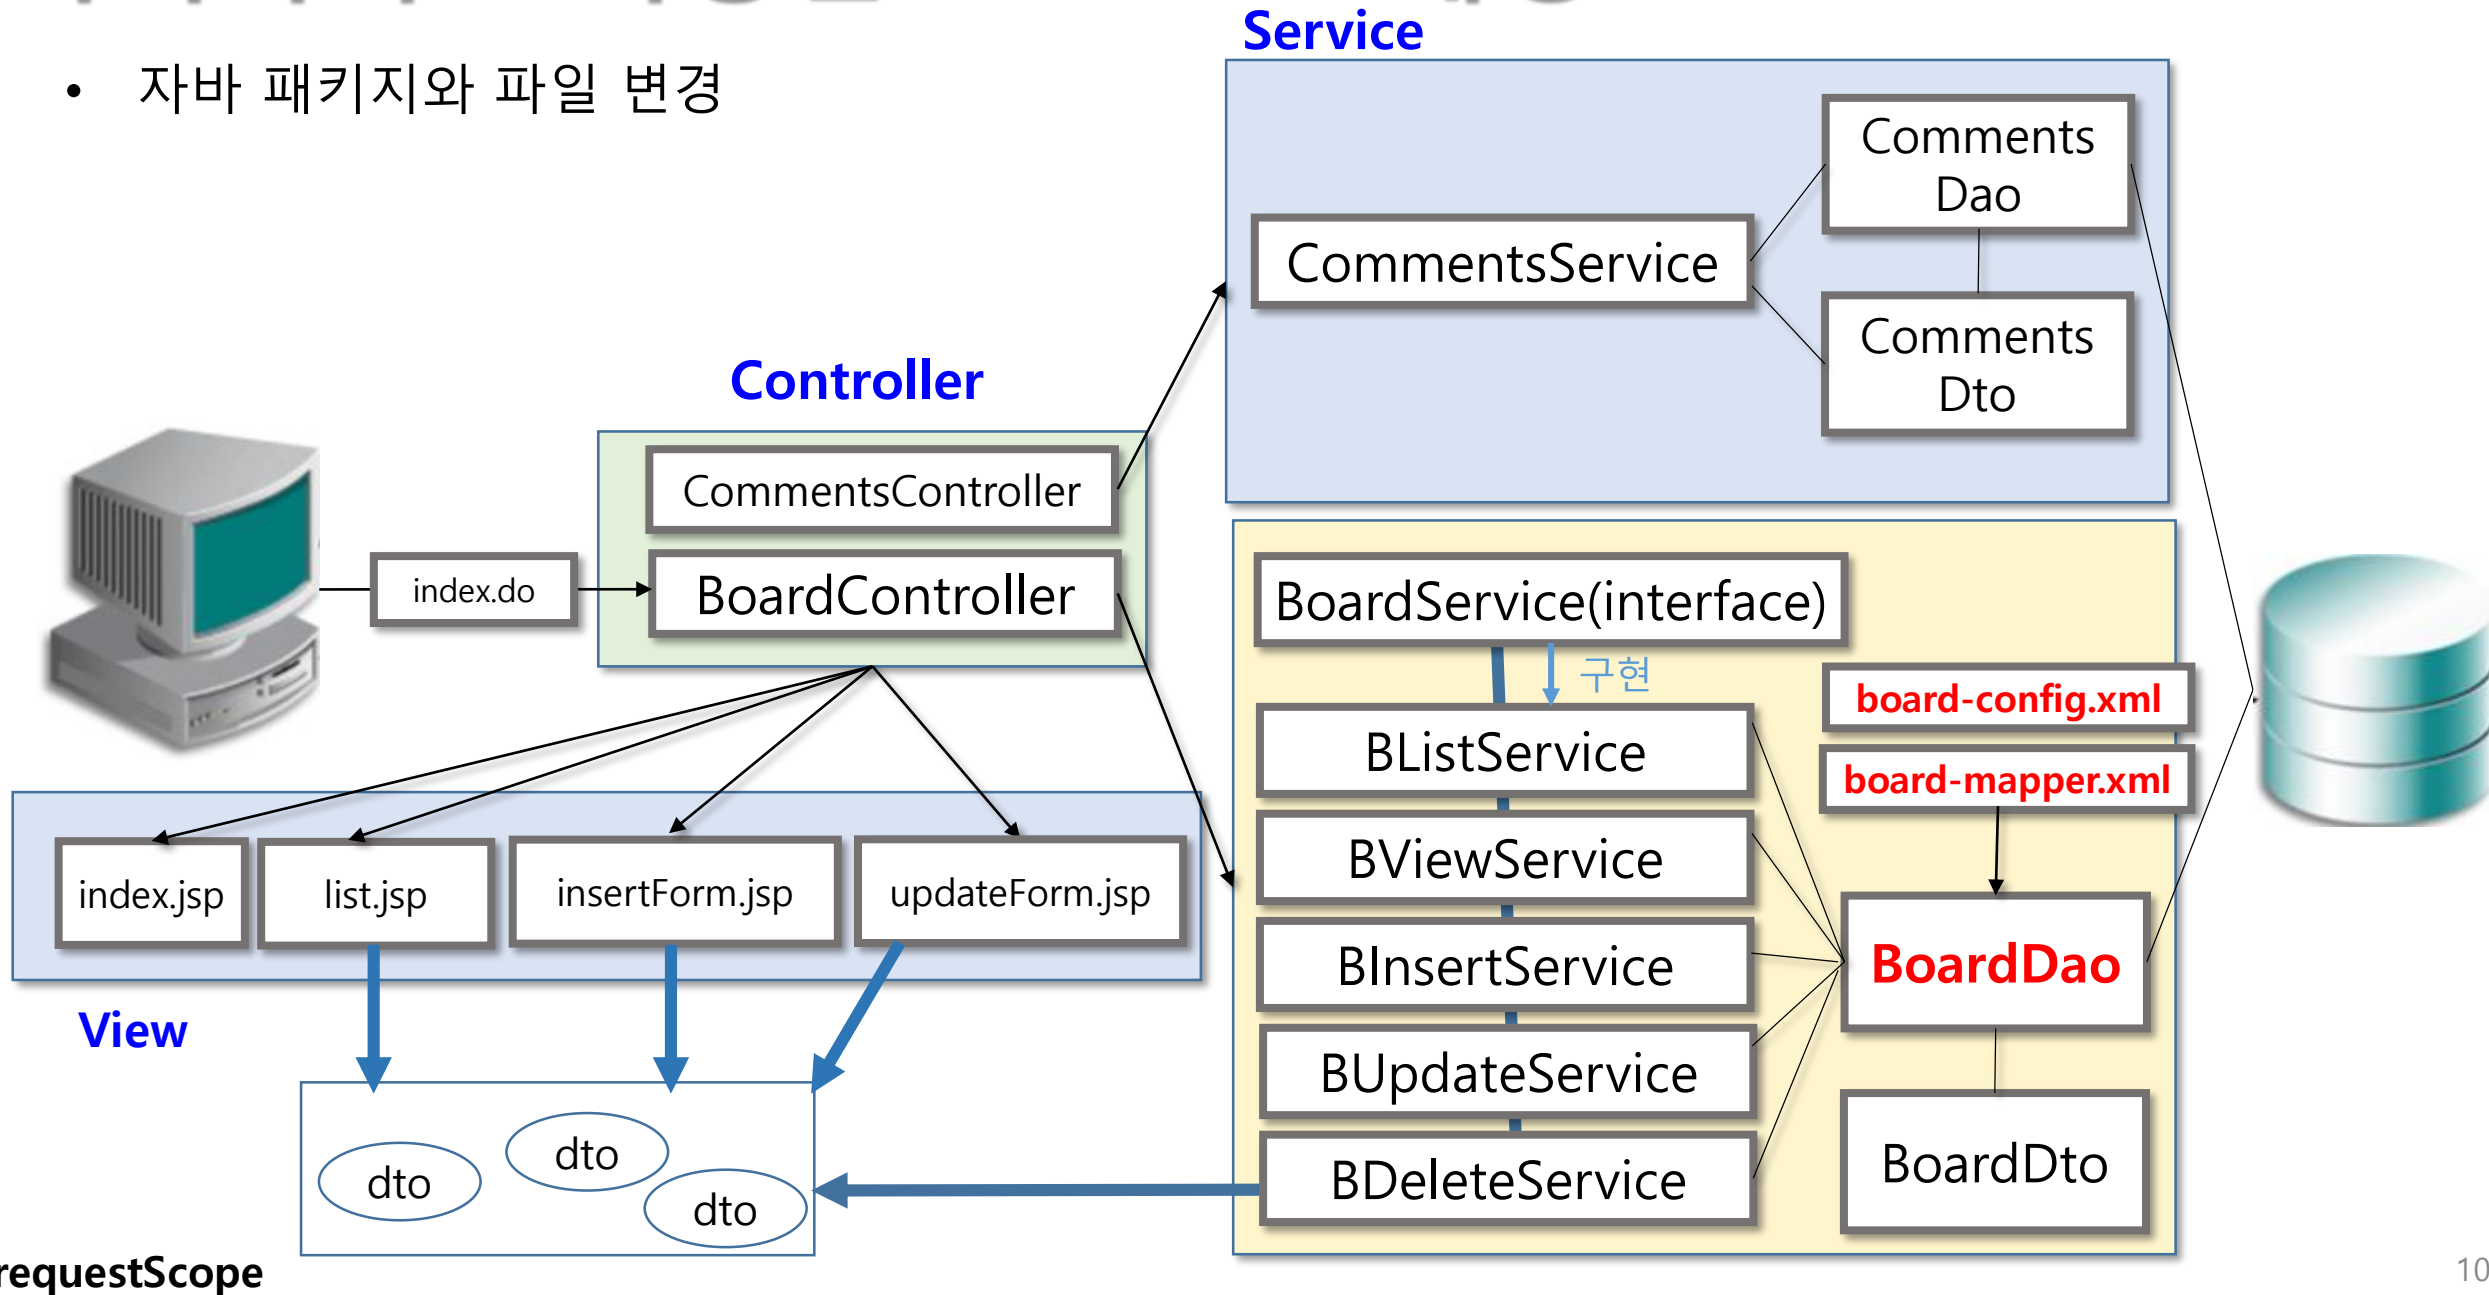 • 자바 패키지와 파일 변경
Service
Comments
Dao
CommentsService
Comments
Dto
Controller
CommentsController
index.do
BoardController
BoardService(interface)
구현
board-config.xml
BListService
board-mapper.xml
BViewService
index.jsp
list.jsp
insertForm.jsp
updateForm.jsp
BInsertService
BoardDao
View
BUpdateService
dto
dto
dto
BDeleteService
BoardDto
requestScope
10